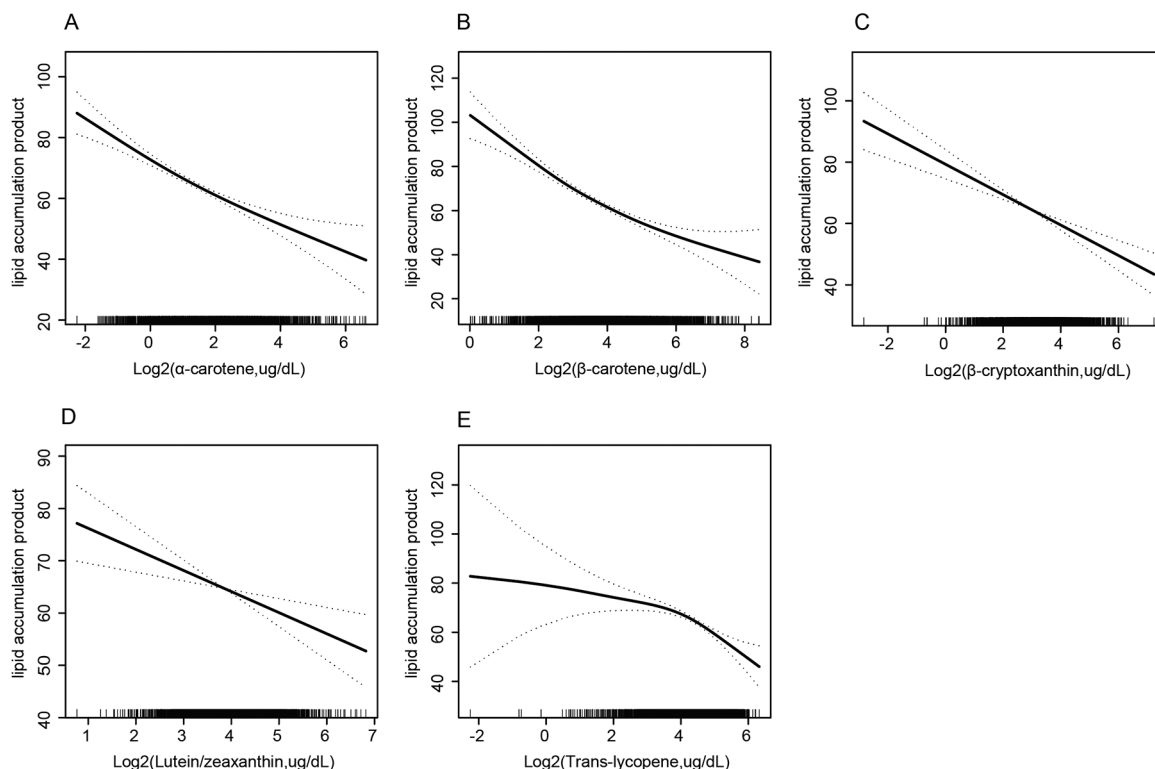 A
lipid accumulation product
100
80
60
40
20
-2 0 2 4 6
Log2(α-carotene,ug/dL)
B
lipid accumulation product
120
100
80
60
40
20
0 2 4 6 8
Log2(β-carotene,ug/dL)
C
lipid accumulation product
100
80
60
40
-2 0 2 4 6
Log2(β-cryptoxanthin,ug/dL)
D
lipid accumulation product
90
80
70
60
50
40
1 2 3 4 5 6 7
Log2(Lutein/zeaxanthin,ug/dL)
E
lipid accumulation product
120
100
80
60
40
-2 0 2 4 6
Log2(Trans-lycopene,ug/dL)